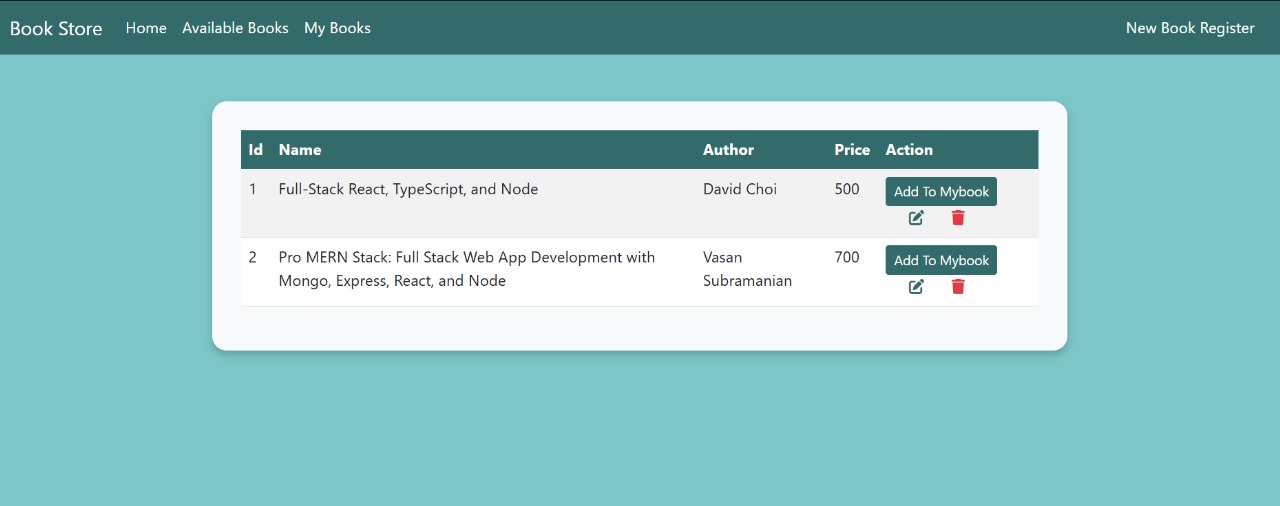 Book Store Home Available Books My Books New Book Register
Id Name Author Price Action
1 Full-Stack React, TypeScript, and Node David Choi 500 Add To Mybook
2 Pro MERN Stack: Full Stack Web App Development with Vasan 700 Add To Mybook
Mongo, Express, React, and Node Subramanian